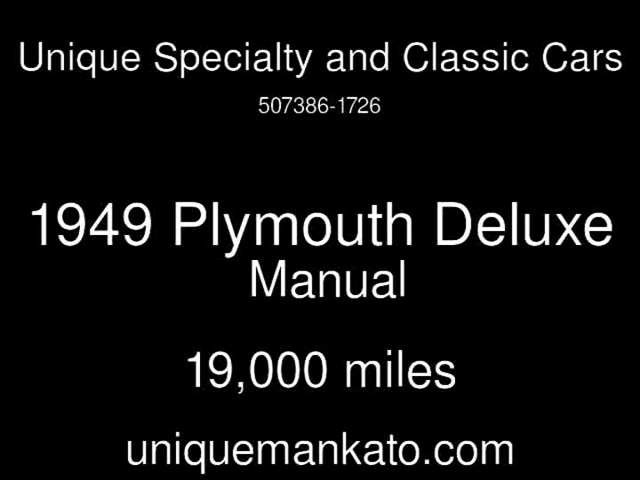 Unique Specialty and Classic Cars
507386-1726
1949 Plymouth Deluxe
Manual
19,000 miles
uniquemankato.com